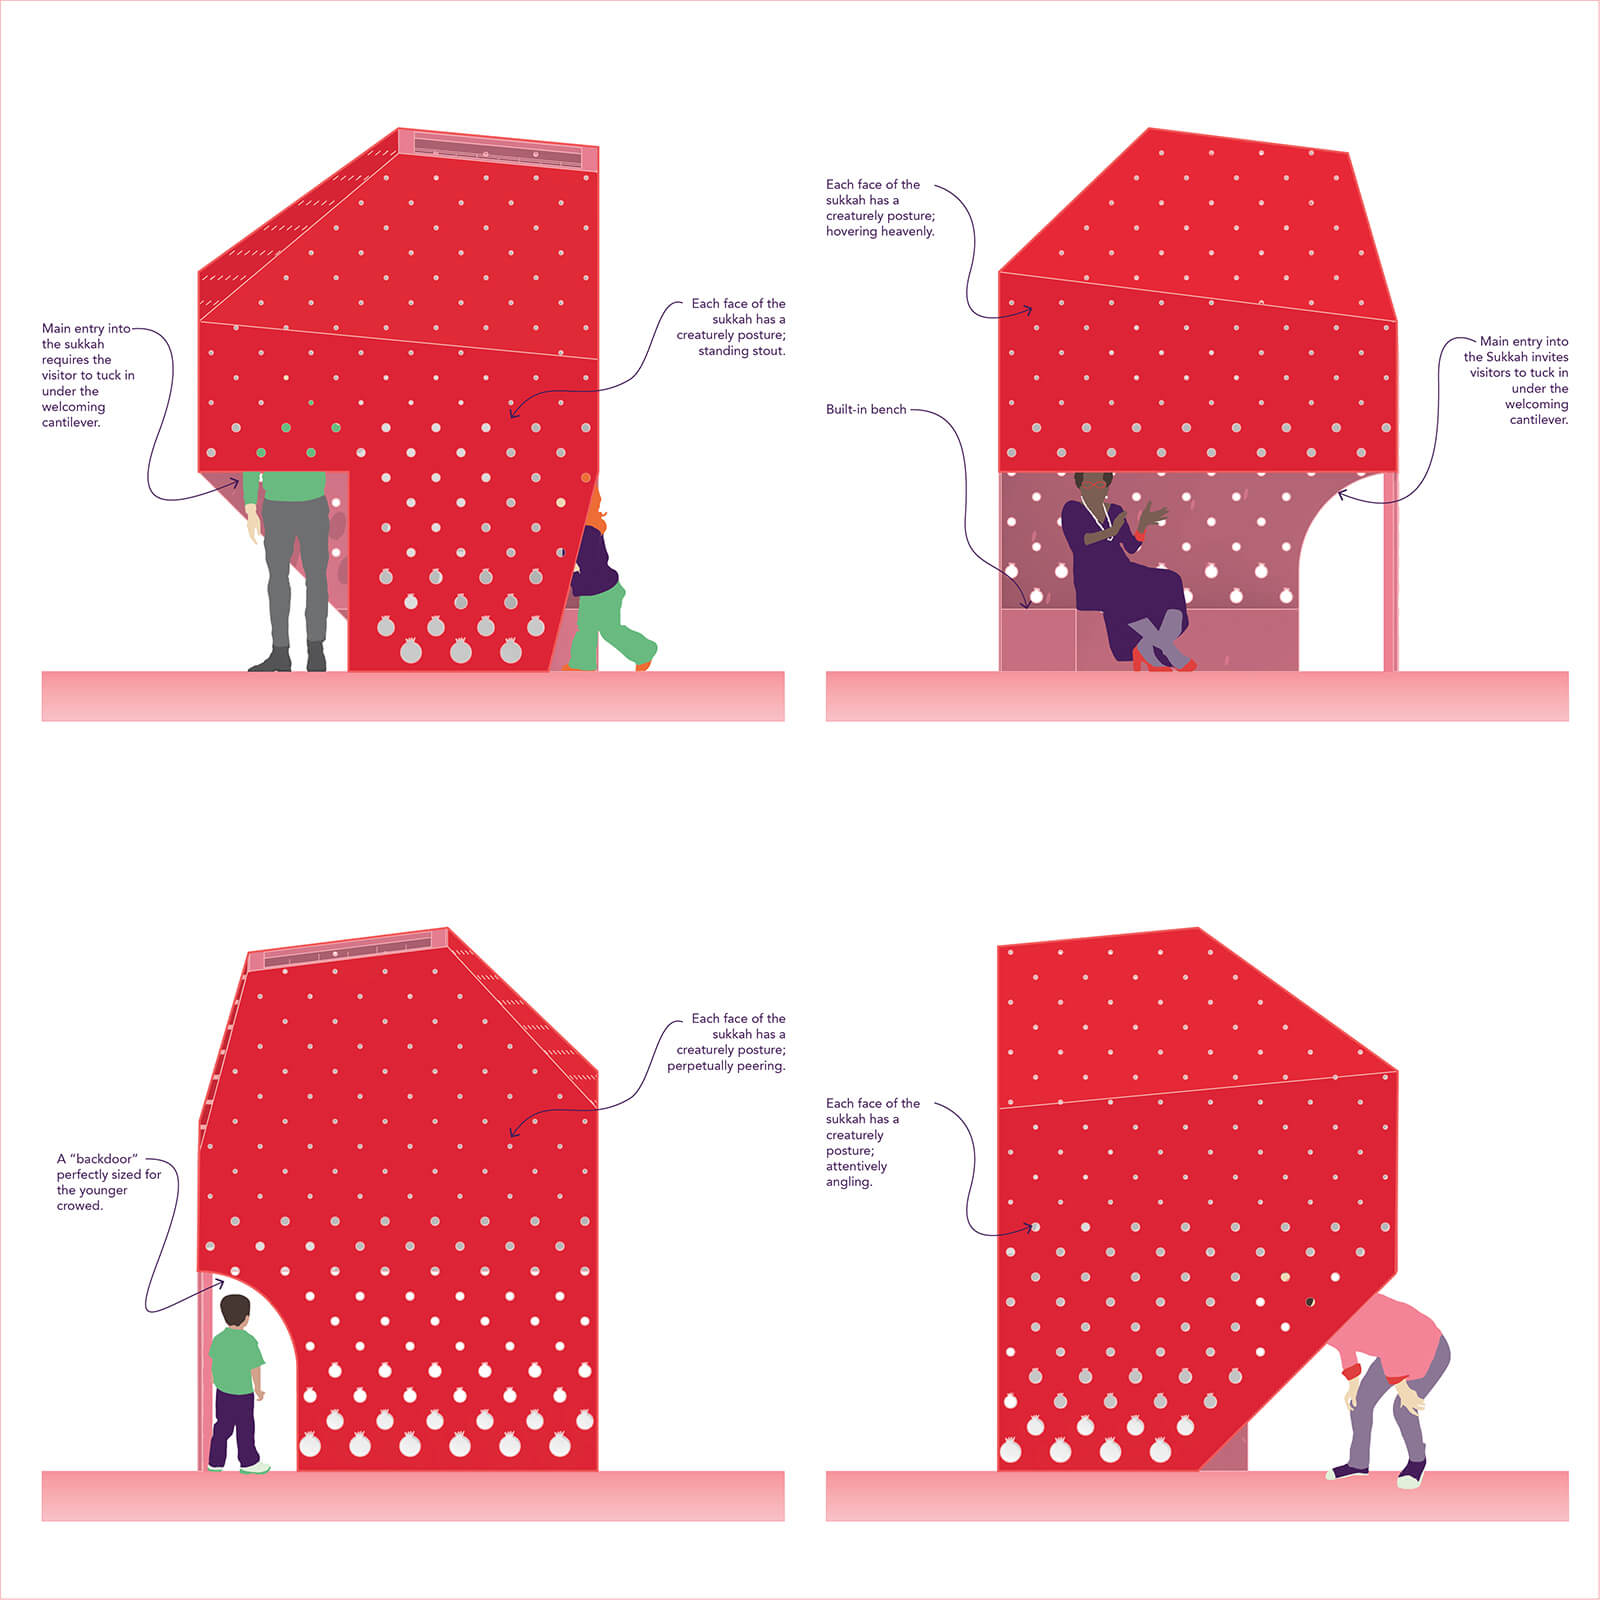 Main entry into
the sukkah
requires the
visitor to tuck in
under the
welcoming
cantilever.
Each face of the
sukkah has a
creaturely posture;
standing stout.
Each face of the
sukkah has a
creaturely posture;
hovering heavenly.
Built-in bench
Main entry into
the Sukkah invites
visitors to tuck in
under the
welcoming
cantilever.
A “backdoor”
perfectly sized for
the younger
crowed.
Each face of the
sukkah has a
creaturely posture;
perpetually peering.
Each face of the
sukkah has a
creaturely
posture;
attentively
angling.